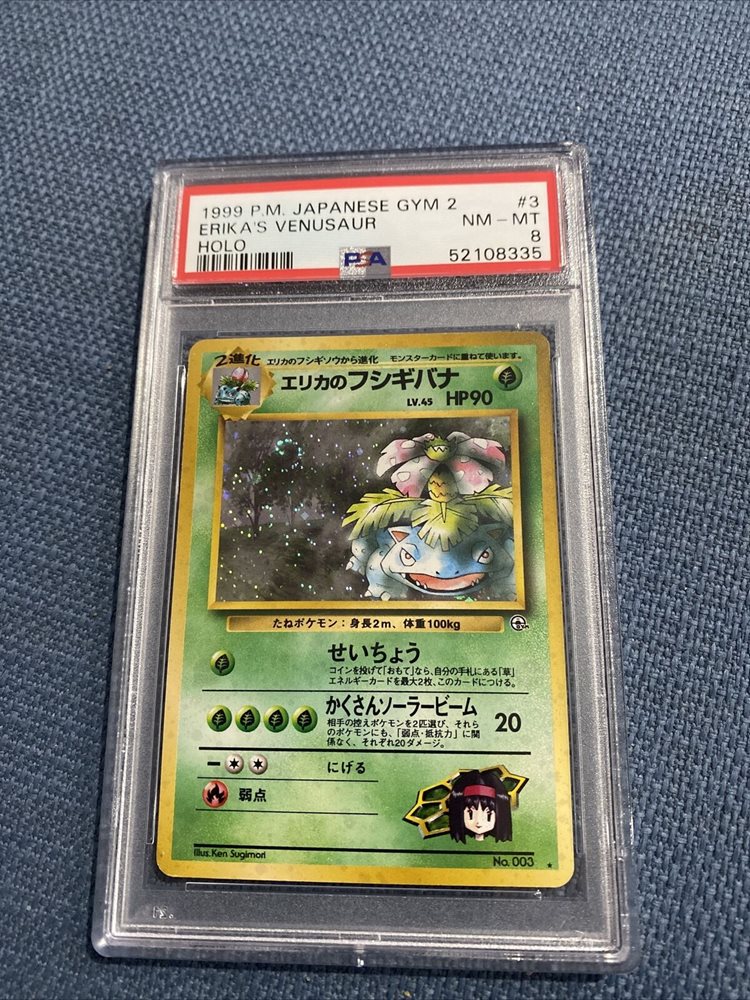 1999 P.M. JAPANESE GYM 2 #3
ERIKA'S VENUSAUR NM - MT
HOLO 8
PSA 52108335
2進化 エリカのフシギソウから進化 モンスターカードに重ねて使います。
エリカのフシギバナ
LV.45 HP90
たねポケモン:身長2m、体重100kg
せいちょう
コインを投げて「おもて」なら、自分の手札にある「草」
エネルギーカードを最大2枚、このカードにつける。
かくさんソーラービーム 20
相手の控えポケモンを2匹選び、それら
のポケモンにも、「弱点・抵抗力」に関
係なく、それぞれ20ダメージ。
にげる
弱点
Illus. Ken Sugimori
No. 003 ★